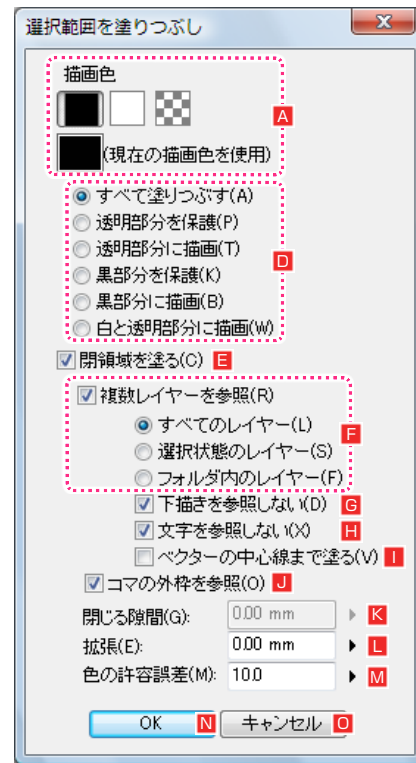 選択範囲を塗りつぶし
描画色
A
(現在の描画色を使用)
すべて塗りつぶす(A)
透明部分を保護(P)
透明部分に描画(T)
D
黒部分を保護(K)
黒部分に描画(B)
白と透明部分に描画(W)
閉領域を塗る(C) E
複数レイヤーを参照(R)
すべてのレイヤー(L)
F
選択状態のレイヤー(S)
フォルダ内のレイヤー(F)
下描きを参照しない(D) G
文字を参照しない(X) H
ベクターの中心線まで塗る(V) I
コマの外枠を参照(O) J
閉じる隙間(G): 0.00 mm K
拡張(E): 0.00 mm L
色の許容誤差(M): 10.0 M
OK N キャンセル O